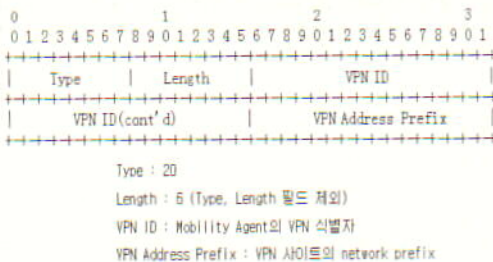 0 1 2 3
0 1 2 3 4 5 6 7 8 9 0 1 2 3 4 5 6 7 8 9 0 1 2 3 4 5 6 7 8 9 0 1
+-+-+-+-+-+-+-+-+-+-+-+-+-+-+-+-+-+-+-+-+-+-+-+-+-+-+-+-+-+-+-+-+
| Type | Length | VPN ID |
+-+-+-+-+-+-+-+-+-+-+-+-+-+-+-+-+-+-+-+-+-+-+-+-+-+-+-+-+-+-+-+-+
| VPN ID(cont'd) | VPN Address Prefix |
+-+-+-+-+-+-+-+-+-+-+-+-+-+-+-+-+-+-+-+-+-+-+-+-+-+-+-+-+-+-+-+-+
Type : 20
Length : 6 (Type, Length 필드 제외)
VPN ID : Mobility Agent의 VPN 식별자
VPN Address Prefix : VPN 사이트의 network prefix